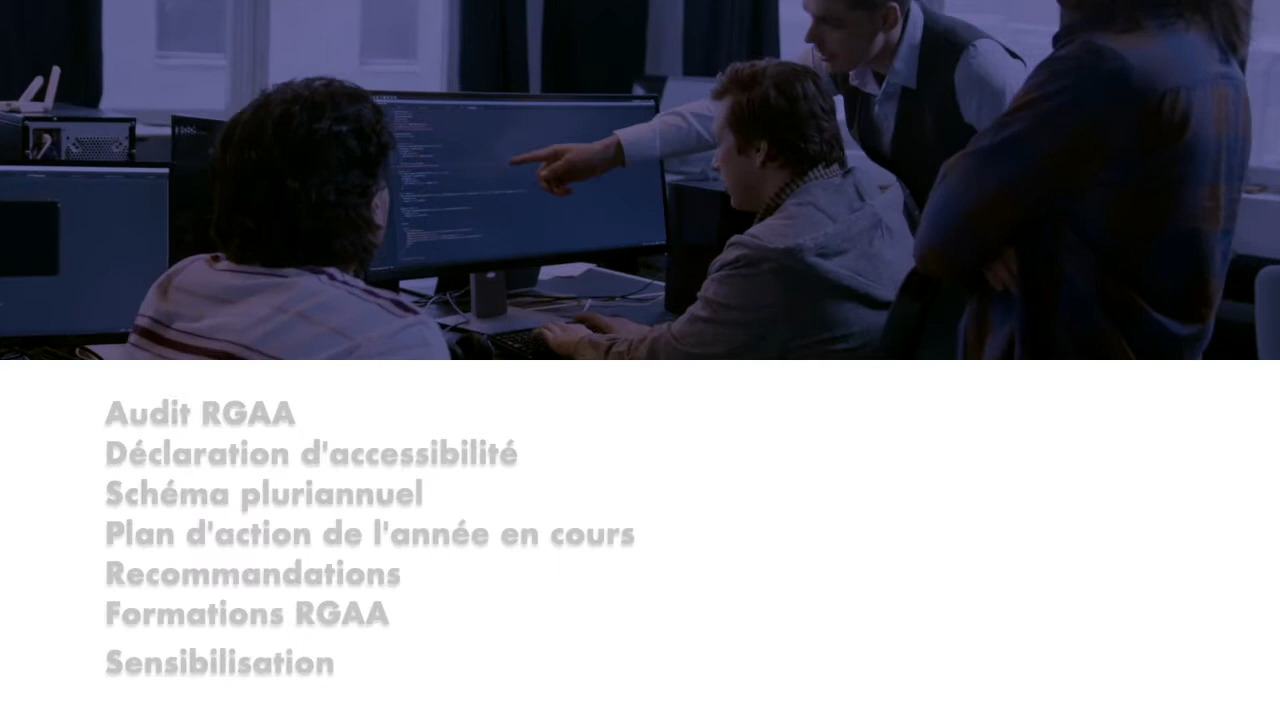 Audit RGAA
Déclaration d'accessibilité
Schéma pluriannuel
Plan d'action de l'année en cours
Recommandations
Formations RGAA
Sensibilisation